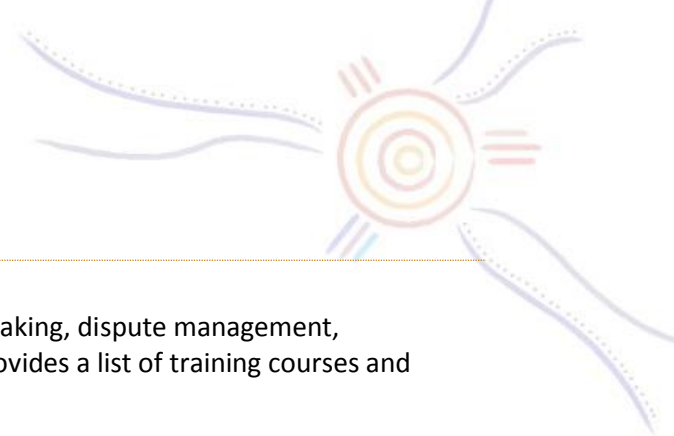 aking, dispute management,
ovides a list of training courses and